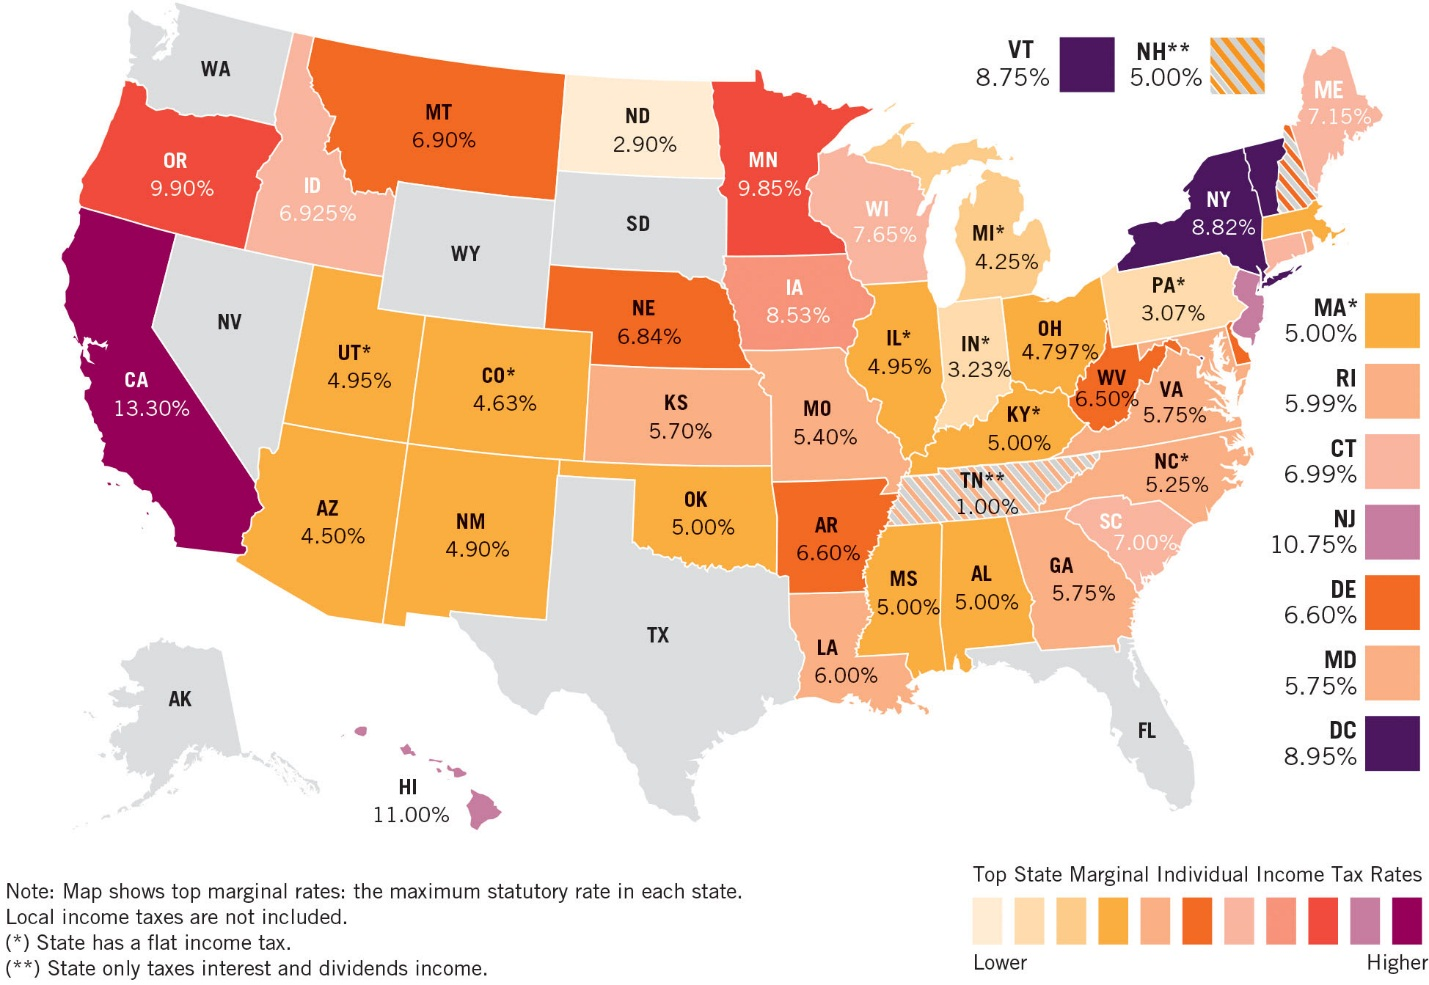 VT
8.75%
NH**
5.00%
WA
MT
6.90%
ND
2.90%
MN
9.85%
ME
7.15%
OR
9.90%
ID
6.925%
SD
WI
7.65%
MI*
4.25%
NY
8.82%
WY
NV
NE
6.84%
IA
8.53%
PA*
3.07%
MA*
5.00%
UT*
4.95%
CO*
4.63%
IL*
4.95%
IN*
3.23%
OH
4.797%
CA
13.30%
KS
5.70%
MO
5.40%
KY*
5.00%
WV
6.50%
VA
5.75%
RI
5.99%
CT
6.99%
AZ
4.50%
NM
4.90%
OK
5.00%
AR
6.60%
TN**
1.00%
NC*
5.25%
SC
7.00%
NJ
10.75%
MS
5.00%
AL
5.00%
GA
5.75%
DE
6.60%
TX
LA
6.00%
MD
5.75%
AK
FL
DC
8.95%
HI
11.00%
Note: Map shows top marginal rates: the maximum statutory rate in each state.
Local income taxes are not included.
(*) State has a flat income tax.
(**) State only taxes interest and dividends income.
Top State Marginal Individual Income Tax Rates
Lower
Higher